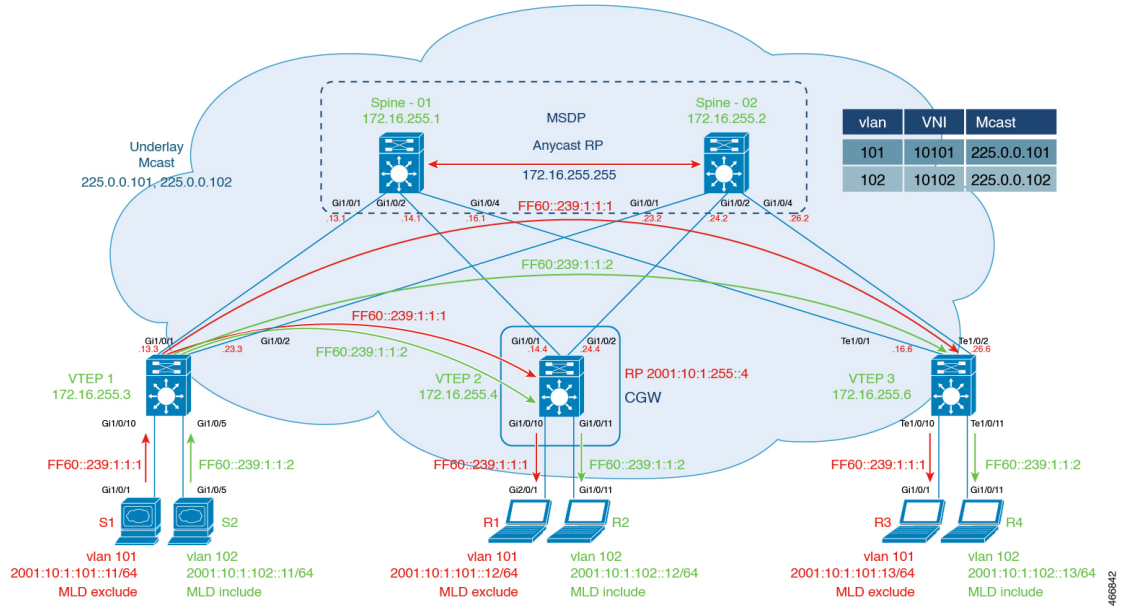 Spine - 01
172.16.255.1
Spine - 02
172.16.255.2
MSDP
Anycast RP
172.16.255.255
vlan VNI Mcast
101 10101 225.0.0.101
102 10102 225.0.0.102
Underlay
Mcast
225.0.0.101, 225.0.0.102
Gi1/0/1
Gi1/0/2
Gi1/0/4
Gi1/0/1
Gi1/0/2
Gi1/0/4
.13.1
.14.1
.16.1
FF60::239:1:1:1
.23.2
.24.2
.26.2
FF60:239:1:1:2
FF60::239:1:1:1
FF60:239:1:1:2
Gi1/0/1
.13.3
.23.3
Gi1/0/2
Gi1/0/1
Gi1/0/2
.14.4
.24.4
Te1/0/1
.16.6
Te1/0/2
.26.6
VTEP 1
172.16.255.3
VTEP 2
172.16.255.4
RP 2001:10:1:255::4
CGW
VTEP 3
172.16.255.6
Gi1/0/10
Gi1/0/5
Gi1/0/10
Gi1/0/11
Te1/0/10
Te1/0/11
FF60::239:1:1:1
FF60::239:1:1:2
FF60::239:1:1:1
FF60::239:1:1:2
FF60::239:1:1:1
FF60::239:1:1:2
Gi1/0/1
Gi1/0/5
Gi2/0/1
Gi1/0/11
Gi1/0/1
Gi1/0/11
S1
S2
R1
R2
R3
R4
vlan 101
2001:10:1:101::11/64
MLD exclude
vlan 102
2001:10:1:102::11/64
MLD include
vlan 101
2001:10:1:101::12/64
MLD exclude
vlan 102
2001:10:1:102::12/64
MLD include
vlan 101
2001:10:1:101:13/64
MLD exclude
vlan 102
2001:10:1:102::13/64
MLD include
466842